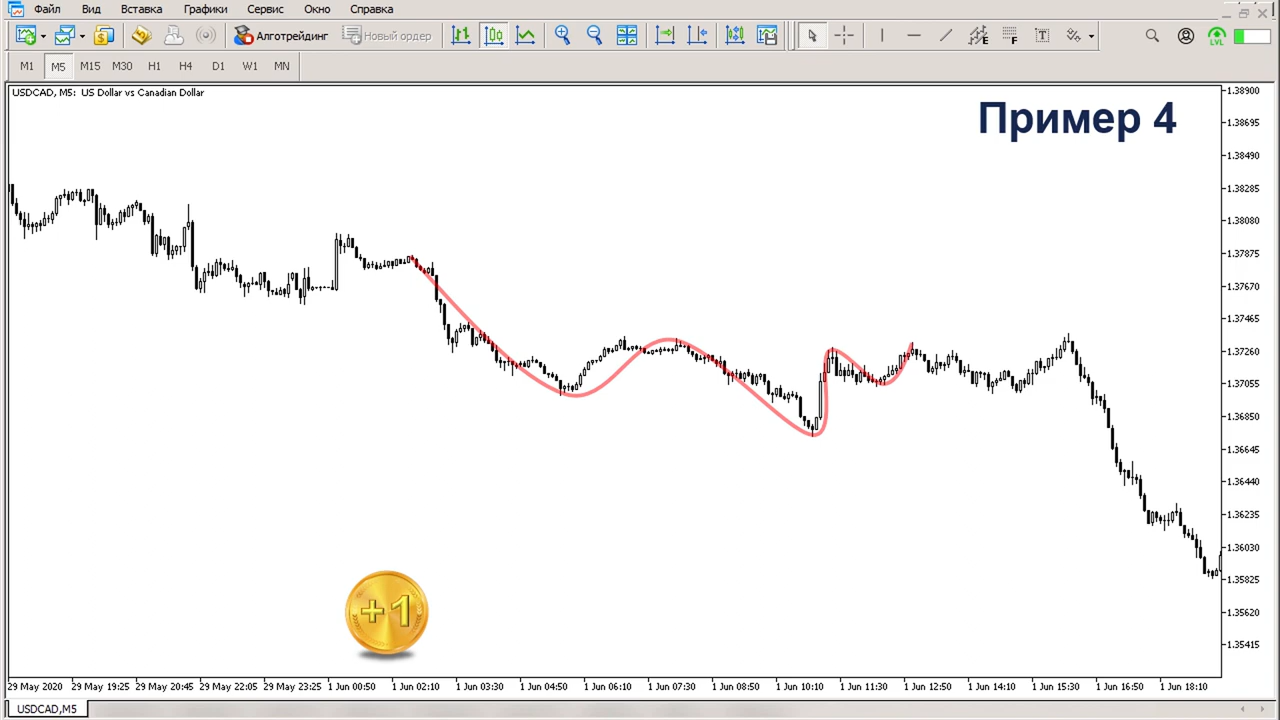 Файл Вид Вставка Графики Сервис Окно Справка
Алготрейдинг Новый ордер E F T LVL
M1 M5 M15 M30 H1 H4 D1 W1 MN
USDCAD, M5: US Dollar vs Canadian Dollar
Пример 4
1.38900
1.38695
1.38490
1.38285
1.38080
1.37875
1.37670
1.37465
1.37260
1.37055
1.36850
1.36645
1.36440
1.36235
1.36030
1.35825
1.35620
1.35415
+1
29 May 2020 29 May 19:25 29 May 20:45 29 May 22:05 29 May 23:25 1 Jun 00:50 1 Jun 02:10 1 Jun 03:30 1 Jun 04:50 1 Jun 06:10 1 Jun 07:30 1 Jun 08:50 1 Jun 10:10 1 Jun 11:30 1 Jun 12:50 1 Jun 14:10 1 Jun 15:30 1 Jun 16:50 1 Jun 18:10
USDCAD,M5